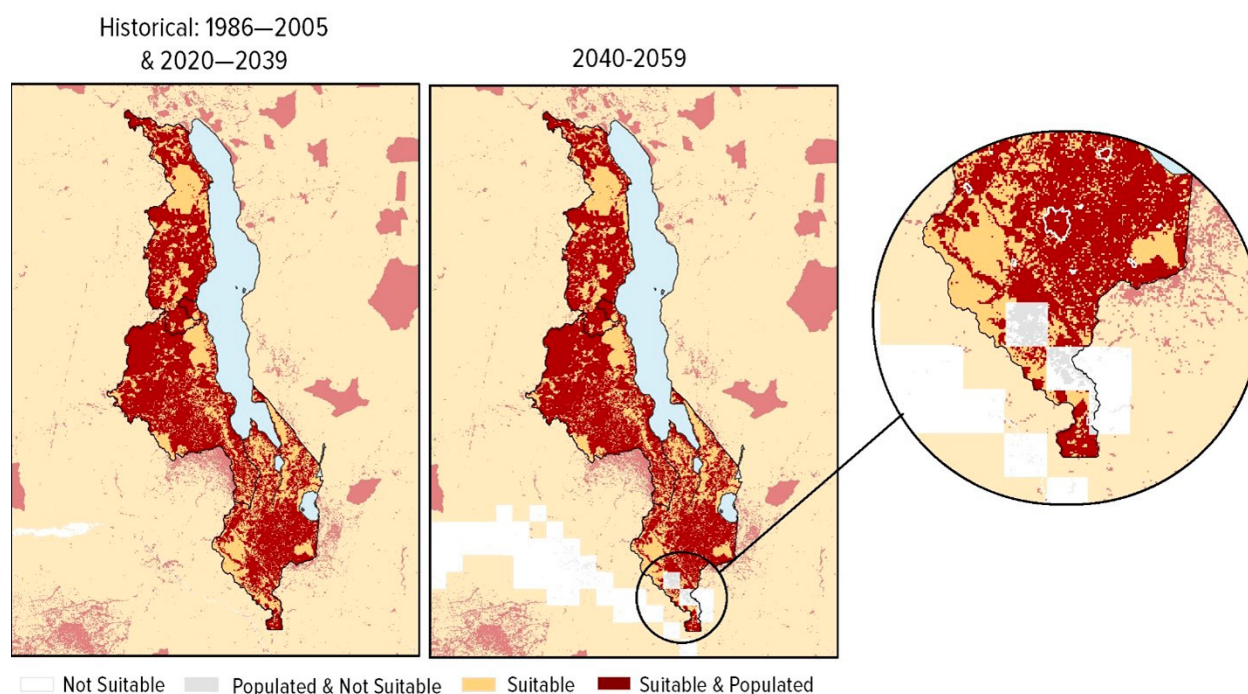 Historical: 1986—2005
& 2020—2039
2040-2059
Not Suitable
Populated & Not Suitable
Suitable
Suitable & Populated